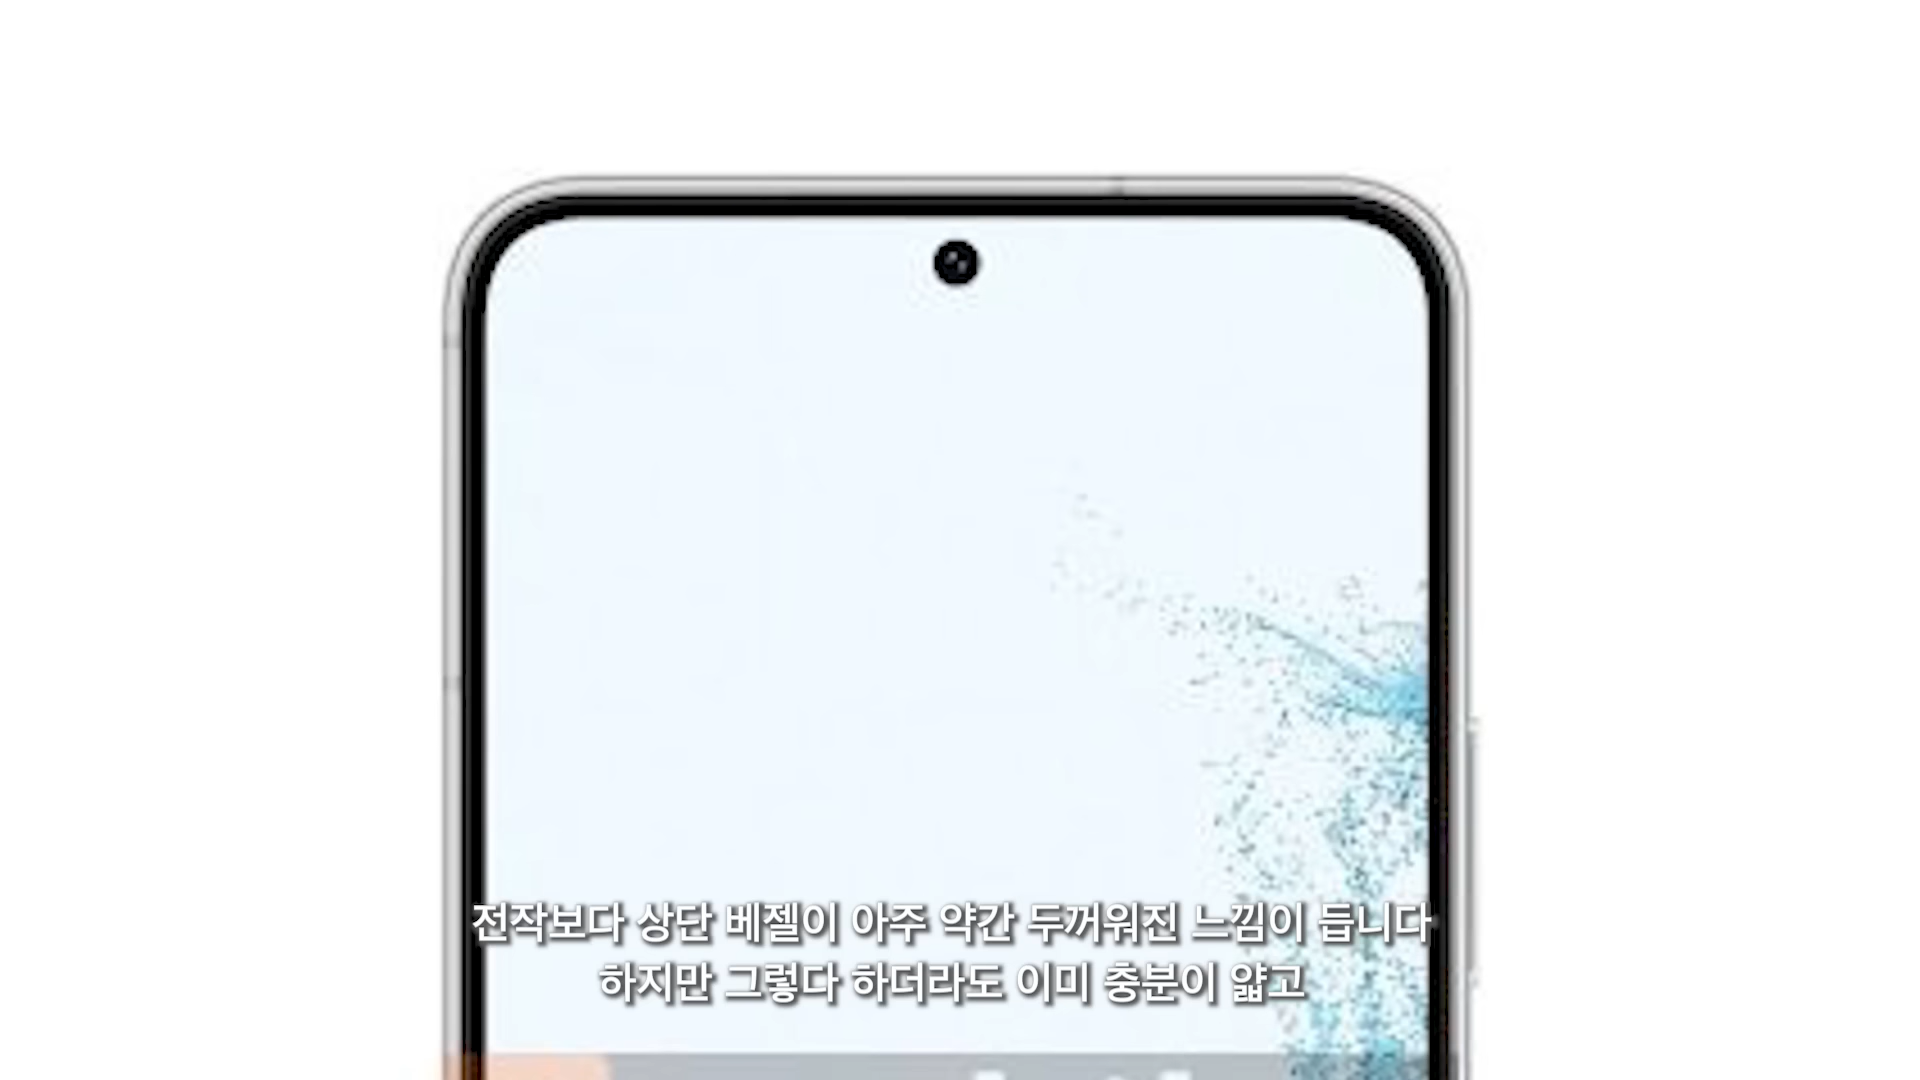 전작보다 상단 베젤이 아주 약간 두꺼워진 느낌이 듭니다
하지만 그렇다 하더라도 이미 충분이 얇고